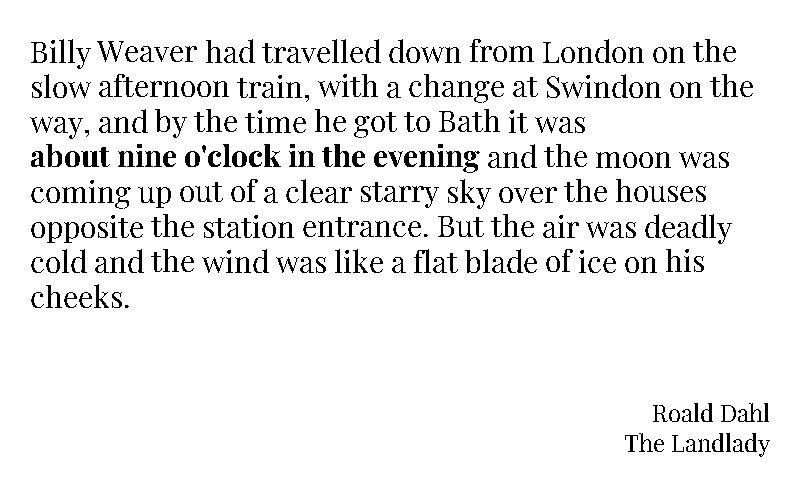 Billy Weaver had travelled down from London on the
slow afternoon train, with a change at Swindon on the
way, and by the time he got to Bath it was
about nine o'clock in the evening and the moon was
coming up out of a clear starry sky over the houses
opposite the station entrance. But the air was deadly
cold and the wind was like a flat blade of ice on his
cheeks.
Roald Dahl
The Landlady